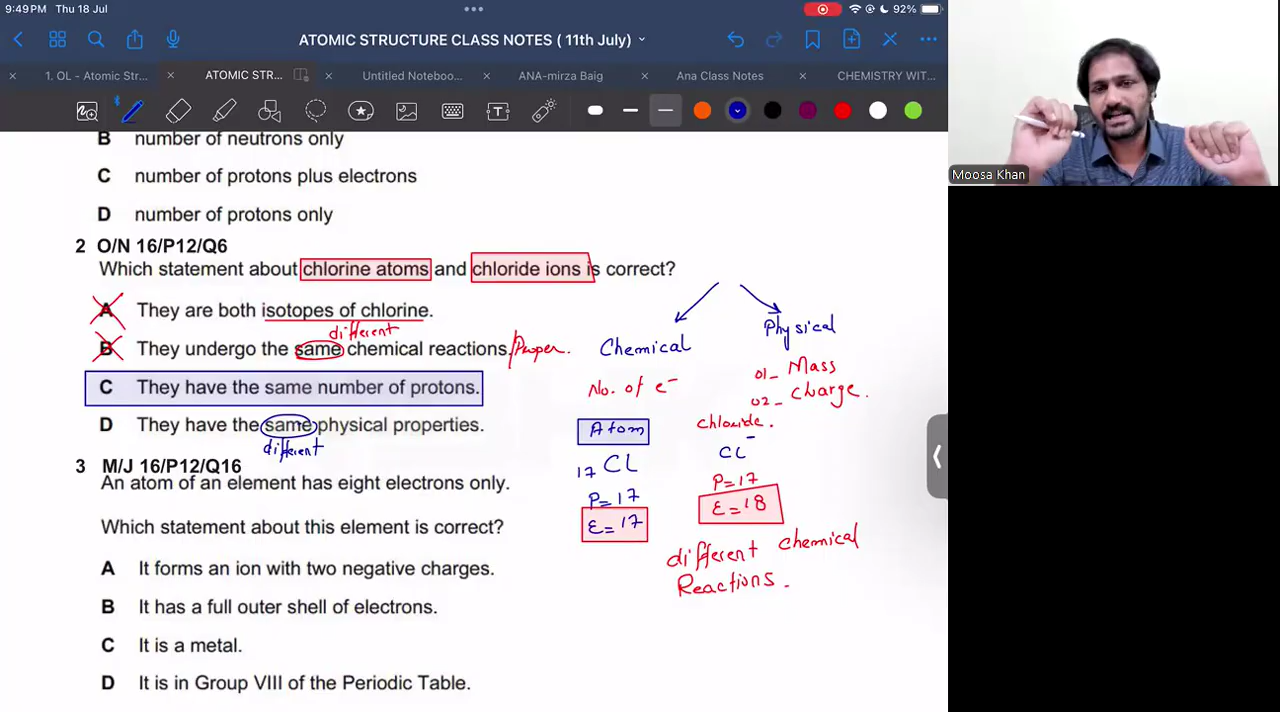 9:49 PM Thu 18 Jul
92%
ATOMIC STRUCTURE CLASS NOTES ( 11th July)
1. OL - Atomic Str...
ATOMIC STR...
Untitled Noteboo...
ANA-mirza Baig
Ana Class Notes
CHEMISTRY WIT...
Moosa Khan
B number of neutrons only
C number of protons plus electrons
D number of protons only
2 O/N 16/P12/Q6
Which statement about chlorine atoms and chloride ions is correct?
A They are both isotopes of chlorine.
different
B They undergo the same chemical reactions. /Proper.
C They have the same number of protons.
D They have the same physical properties.
different
Chemical
No. of e⁻
Physical
01_ Mass
02_ Charge.
Atom
₁₇Cl
P=17
E=17
chloride.
Cl⁻
P=17
E=18
different chemical
Reactions.
3 M/J 16/P12/Q16
An atom of an element has eight electrons only.
Which statement about this element is correct?
A It forms an ion with two negative charges.
B It has a full outer shell of electrons.
C It is a metal.
D It is in Group VIII of the Periodic Table.